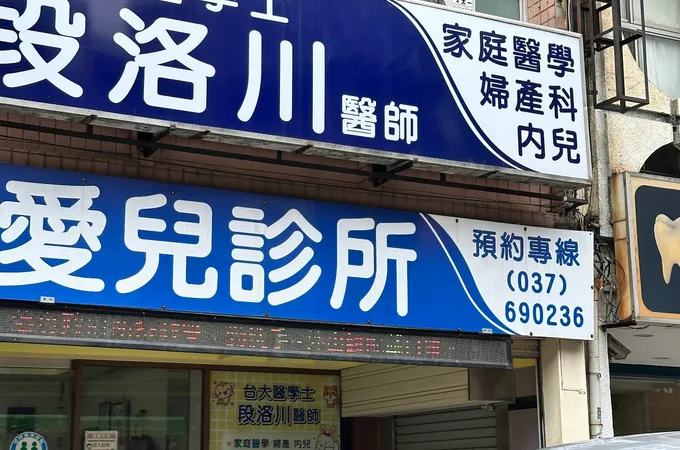 學士
段洛川醫師
家庭醫學
婦產科
內兒
愛兒診所
預約專線
(037)
690236
台大醫學士
段洛川醫師
家庭醫學 婦產 內兒